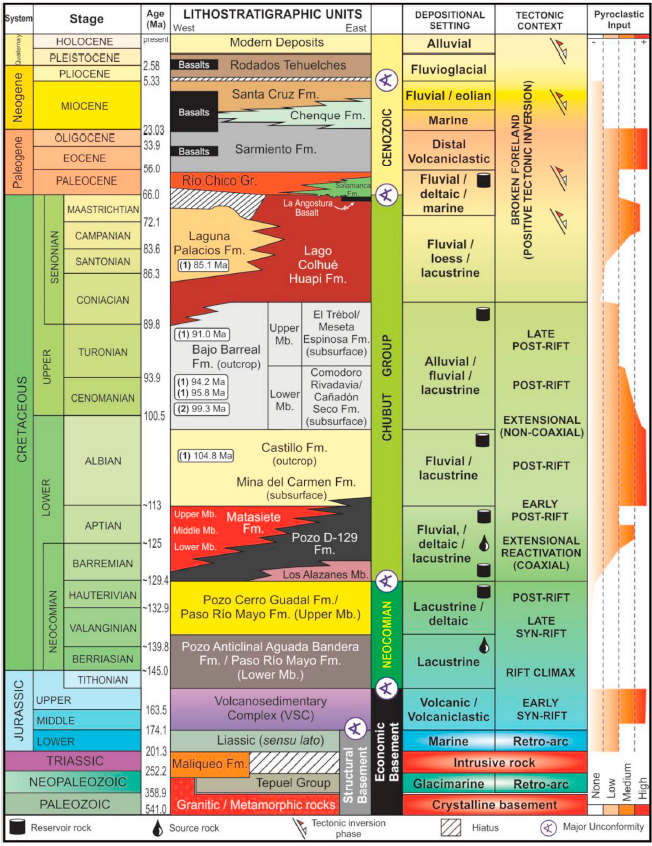 System
Stage
Age
(Ma)
LITHOSTRATIGRAPHIC UNITS
West
East
DEPOSITIONAL
SETTING
TECTONIC
CONTEXT
Pyroclastic
Input
- +
Quaternary
HOLOCENE
present
Modern Deposits
Alluvial
PLEISTOCENE
2.58
Basalts
Rodados Tehuelches
Fluvioglacial
Neogene
PLIOCENE
5.33
MIOCENE
Basalts
Santa Cruz Fm.
Chenque Fm.
Fluvial / eolian
Marine
23.03
CENOZOIC
Paleogene
OLIGOCENE
33.9
EOCENE
Basalts
Sarmiento Fm.
Distal
Volcaniclastic
56.0
PALEOCENE
Río Chico Gr.
Salamanca
Fm.
Fluvial /
deltaic /
marine
66.0
BROKEN FORELAND
(POSITIVE TECTONIC INVERSION)
CRETACEOUS
UPPER
SENONIAN
MAASTRICHTIAN
La Angostura
Basalt
72.1
CAMPANIAN
83.6
SANTONIAN
86.3
CONIACIAN
89.8
Laguna
Palacios Fm.
(1) 85.1 Ma
Lago
Colhué
Huapi Fm.
Fluvial /
loess /
lacustrine
CHUBUT GROUP
TURONIAN
93.9
CENOMANIAN
100.5
(1) 91.0 Ma
Bajo Barreal
Fm. (outcrop)
(1) 94.2 Ma
(1) 95.8 Ma
(2) 99.3 Ma
Upper
Mb.
El Trébol/
Meseta
Espinosa Fm.
(subsurface)
Lower
Mb.
Comodoro
Rivadavia/
Cañadón
Seco Fm.
(subsurface)
Alluvial /
fluvial /
lacustrine
LATE
POST-RIFT
POST-RIFT
EXTENSIONAL
(NON-COAXIAL)
LOWER
ALBIAN
(1) 104.8 Ma
Castillo Fm.
(outcrop)
Mina del Carmen Fm.
(subsurface)
Fluvial /
lacustrine
POST-RIFT
~113
APTIAN
Upper Mb.
Middle Mb.
Lower Mb.
Matasiete
Fm.
Pozo D-129
Fm.
Los Alazanes Mb.
Fluvial, /
deltaic /
lacustrine
EARLY
POST-RIFT
EXTENSIONAL
REACTIVATION
(COAXIAL)
~125
NEOCOMIAN
BARREMIAN
~129.4
HAUTERIVIAN
~132.9
VALANGINIAN
~139.8
BERRIASIAN
~145.0
Pozo Cerro Guadal Fm./
Paso Río Mayo Fm. (Upper Mb.)
NEOCOMIAN
Lacustrine /
deltaic
POST-RIFT
LATE
SYN-RIFT
Pozo Anticlinal Aguada Bandera
Fm. / Paso Río Mayo Fm.
(Lower Mb.)
Lacustrine
RIFT CLIMAX
JURASSIC
TITHONIAN
UPPER
163.5
MIDDLE
174.1
LOWER
201.3
Volcanosedimentary
Complex (VSC)
Volcanic /
Volcaniclastic
EARLY
SYN-RIFT
Liassic (sensu lato)
Marine
Retro-arc
Structural
Basement
Economic
Basement
TRIASSIC
252.2
Maliqueo Fm.
Intrusive rock
NEOPALEOZOIC
358.9
Tepuel Group
Glacimarine
Retro-arc
PALEOZOIC
541.0
Granitic / Metamorphic rocks
Crystalline basement
None
Low
Medium
High
Reservoir rock
Source rock
Tectonic inversion
phase
Hiatus
Major Unconformity